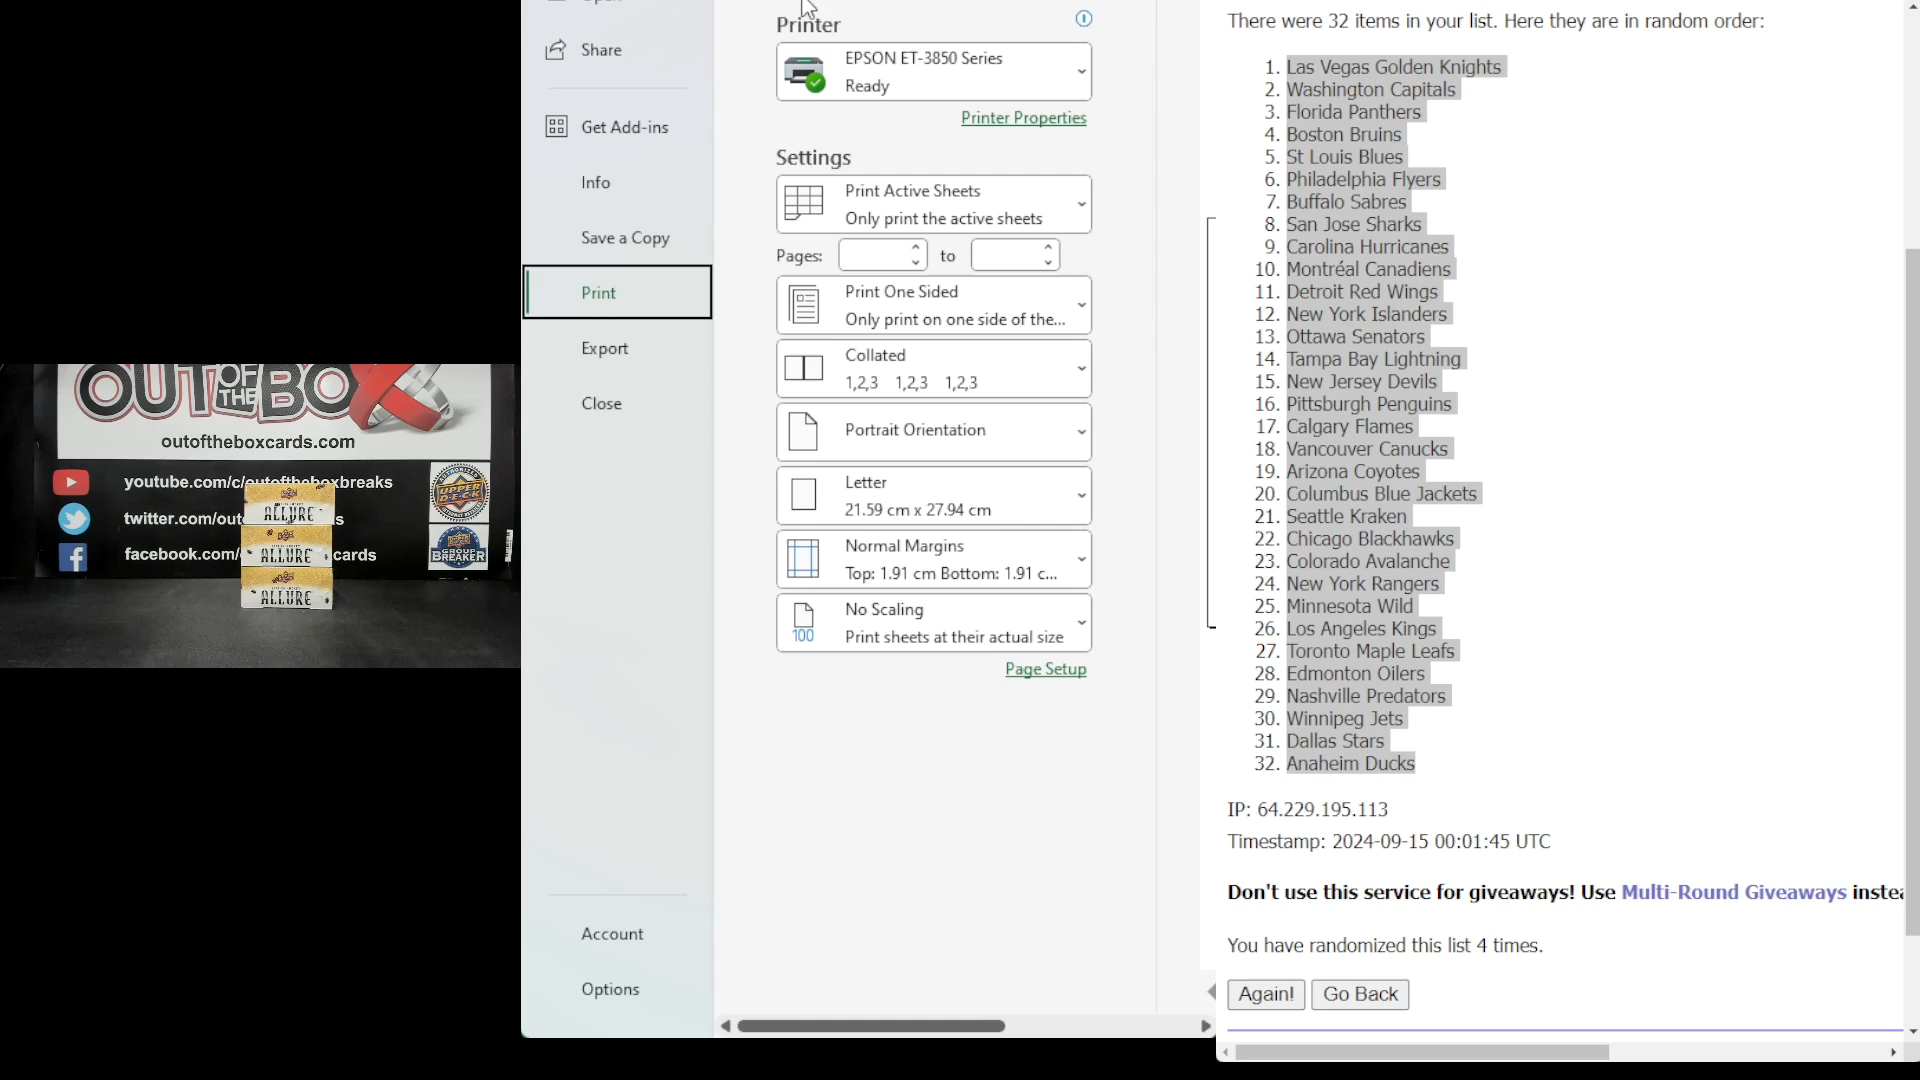 OUT OF THE BO
outoftheboxcards.com
youtube.com/c/outoftheboxbreaks
twitter.com/out
s
facebook.com/
cards
UPPER DECK
GROUP BREAKER
ALLURE
ALLURE
ALLURE
Open
Share
Get Add-ins
Info
Save a Copy
Print
Export
Close
Account
Options
Printer
EPSON ET-3850 Series
Ready
Printer Properties
Settings
Print Active Sheets
Only print the active sheets
Pages:
to
Print One Sided
Only print on one side of the...
Collated
1,2,3 1,2,3 1,2,3
Portrait Orientation
Letter
21.59 cm x 27.94 cm
Normal Margins
Top: 1.91 cm Bottom: 1.91 c...
No Scaling
100
Print sheets at their actual size
Page Setup
There were 32 items in your list. Here they are in random order:
1. Las Vegas Golden Knights
2. Washington Capitals
3. Florida Panthers
4. Boston Bruins
5. St Louis Blues
6. Philadelphia Flyers
7. Buffalo Sabres
8. San Jose Sharks
9. Carolina Hurricanes
10. Montréal Canadiens
11. Detroit Red Wings
12. New York Islanders
13. Ottawa Senators
14. Tampa Bay Lightning
15. New Jersey Devils
16. Pittsburgh Penguins
17. Calgary Flames
18. Vancouver Canucks
19. Arizona Coyotes
20. Columbus Blue Jackets
21. Seattle Kraken
22. Chicago Blackhawks
23. Colorado Avalanche
24. New York Rangers
25. Minnesota Wild
26. Los Angeles Kings
27. Toronto Maple Leafs
28. Edmonton Oilers
29. Nashville Predators
30. Winnipeg Jets
31. Dallas Stars
32. Anaheim Ducks
IP: 64.229.195.113
Timestamp: 2024-09-15 00:01:45 UTC
Don't use this service for giveaways! Use Multi-Round Giveaways instea
You have randomized this list 4 times.
Again!
Go Back